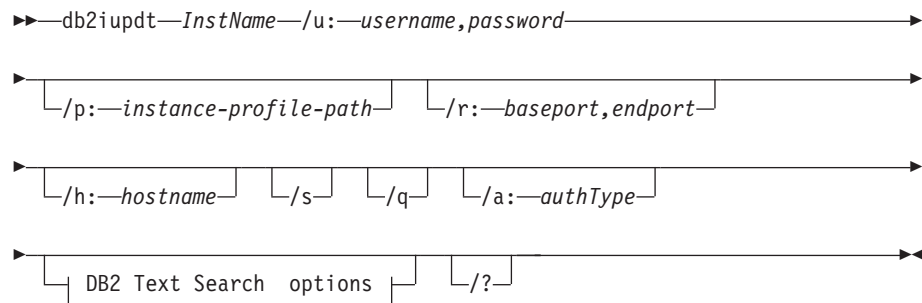 db2iupdt InstName /u: username,password
/p: instance-profile-path /r: baseport,endport
/h: hostname /s /q /a: authType
DB2 Text Search options /?